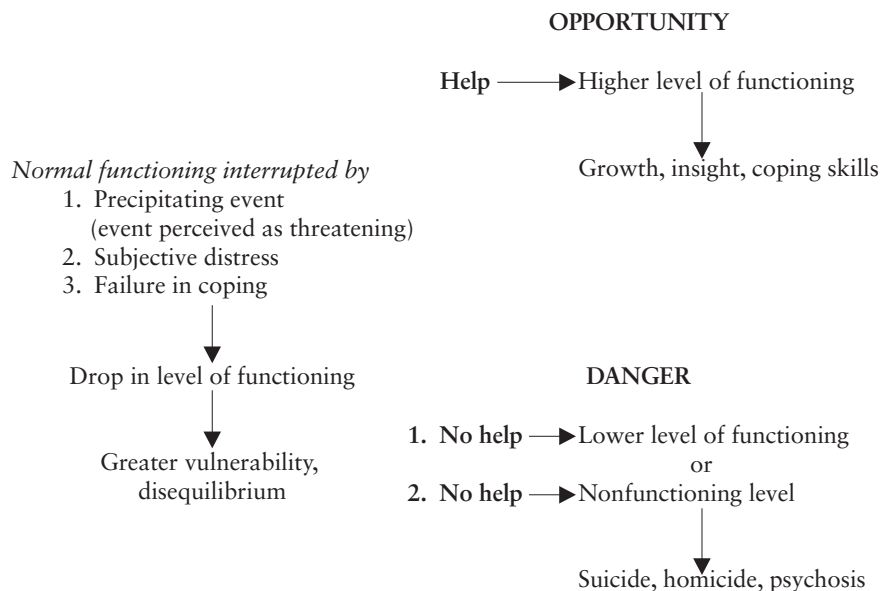 OPPORTUNITY
Help Higher level of functioning
Growth, insight, coping skills
Normal functioning interrupted by
1. Precipitating event
(event perceived as threatening)
2. Subjective distress
3. Failure in coping
Drop in level of functioning
Greater vulnerability,
disequilibrium
DANGER
1. No help Lower level of functioning
or
2. No help Nonfunctioning level
Suicide, homicide, psychosis